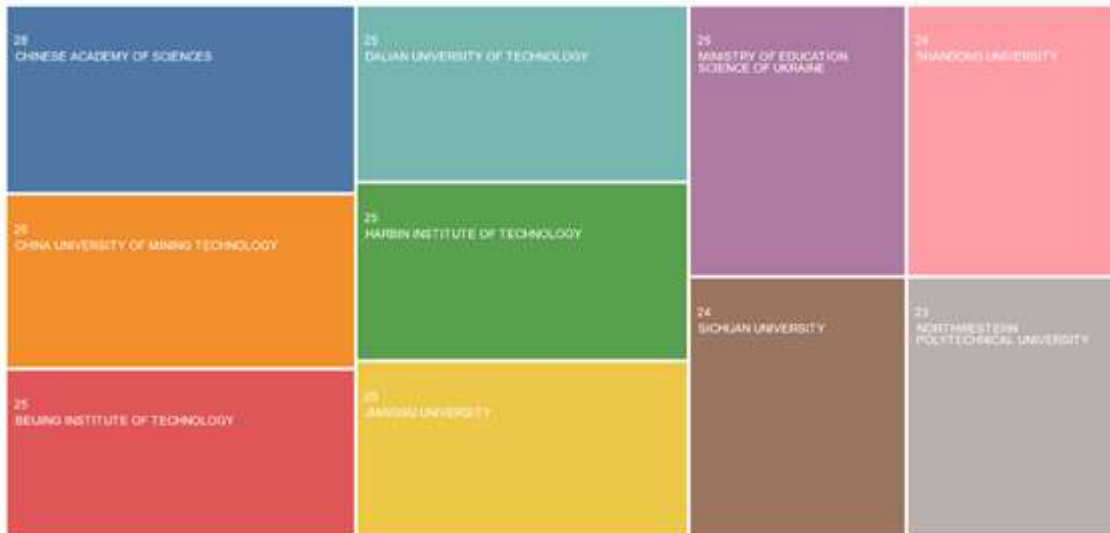 28
CHINESE ACADEMY OF SCIENCES
26
CHINA UNIVERSITY OF MINING TECHNOLOGY
25
BEIJING INSTITUTE OF TECHNOLOGY
25
DALIAN UNIVERSITY OF TECHNOLOGY
25
HARBIN INSTITUTE OF TECHNOLOGY
25
JIANGSU UNIVERSITY
25
MINISTRY OF EDUCATION
SCIENCE OF UKRAINE
24
SICHUAN UNIVERSITY
24
SHANDONG UNIVERSITY
23
NORTHWESTERN
POLYTECHNICAL UNIVERSITY